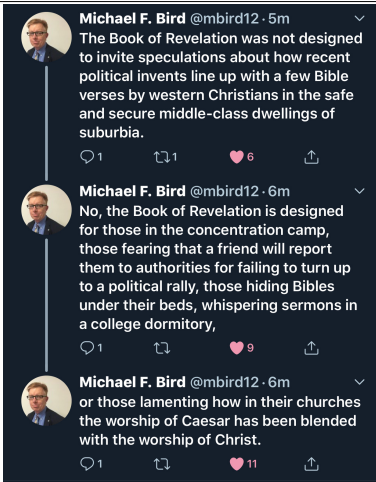 Michael F. Bird @mbird12 · 5m
The Book of Revelation was not designed
to invite speculations about how recent
political invents line up with a few Bible
verses by western Christians in the safe
and secure middle-class dwellings of
suburbia.
1 1 6
Michael F. Bird @mbird12 · 6m
No, the Book of Revelation is designed
for those in the concentration camp,
those fearing that a friend will report
them to authorities for failing to turn up
to a political rally, those hiding Bibles
under their beds, whispering sermons in
a college dormitory,
1 9
Michael F. Bird @mbird12 · 6m
or those lamenting how in their churches
the worship of Caesar has been blended
with the worship of Christ.
1 11